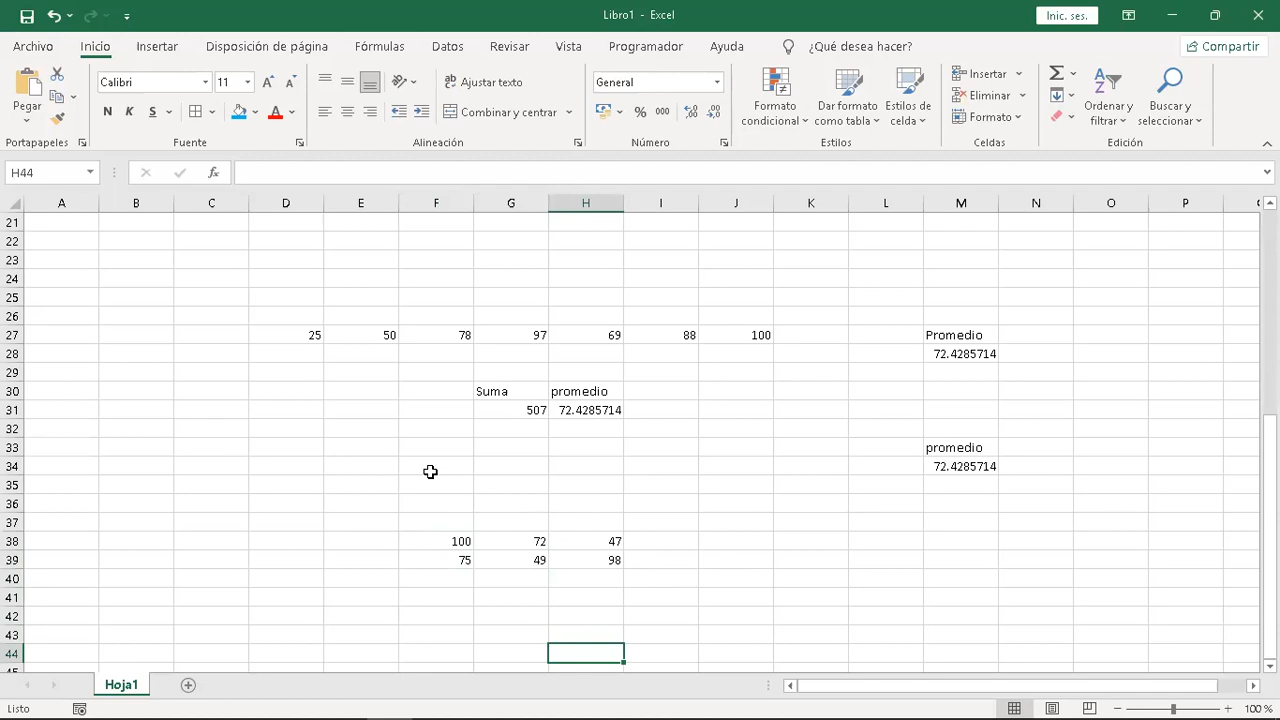 Libro1 - Excel
Inic. ses.
Archivo Inicio Insertar Disposición de página Fórmulas Datos Revisar Vista Programador Ayuda ¿Qué desea hacer? Compartir
Pegar
Portapapeles
Calibri 11
N K S
Fuente
Ajustar texto
Combinar y centrar
Alineación
General
% 000
Número
Formato condicional
Dar formato como tabla
Estilos de celda
Estilos
Insertar
Eliminar
Formato
Celdas
Ordenar y filtrar
Buscar y seleccionar
Edición
H44
fx
A B C D E F G H I J K L M N O P
21
22
23
24
25
26
27 25 50 78 97 69 88 100 Promedio
28 72.4285714
29
30 Suma promedio
31 507 72.4285714
32
33 promedio
34 72.4285714
35
36
37
38 100 72 47
39 75 49 98
40
41
42
43
44
Hoja1
Listo 100 %